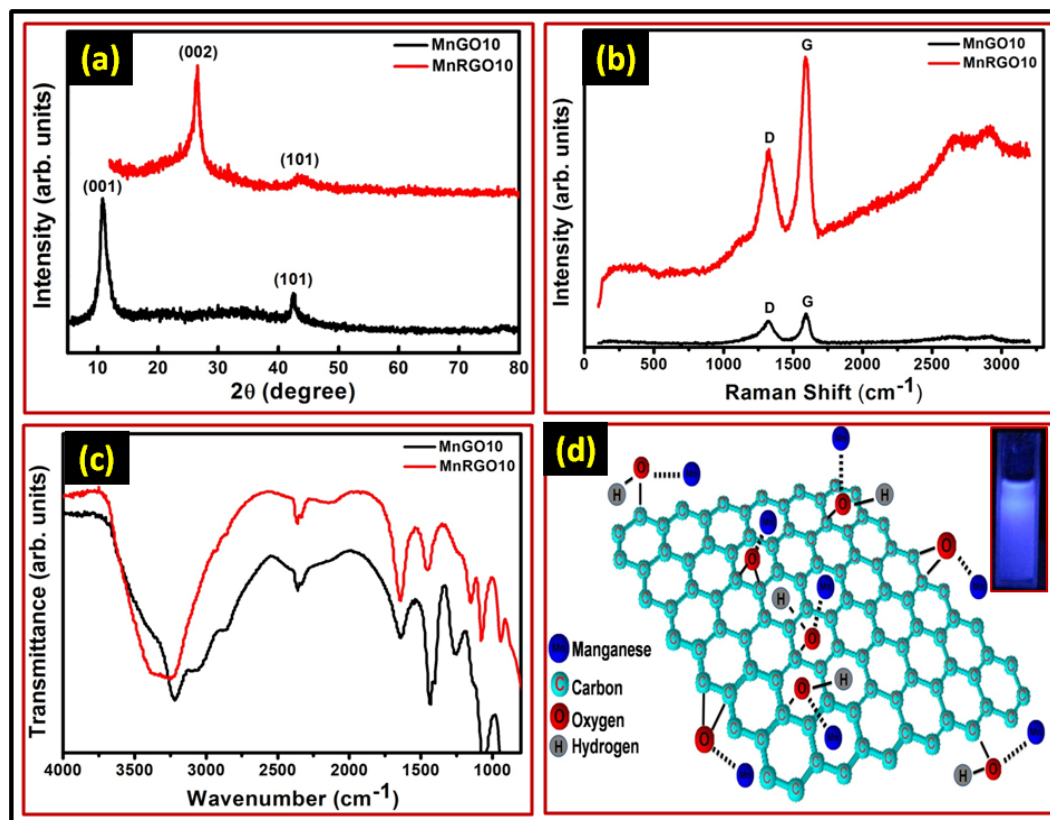 (a)
(002)
MnGO10
MnRGO10
(101)
(001)
(101)
Intensity (arb. units)
10 20 30 40 50 60 70 80
2θ (degree)
(b)
G
MnGO10
MnRGO10
D
D
G
Intensity (arb. units)
0 500 1000 1500 2000 2500 3000
Raman Shift (cm-1)
(c)
MnGO10
MnRGO10
Transmittance (arb. units)
4000 3500 3000 2500 2000 1500 1000
Wavenumber (cm-1)
(d)
Mn Manganese
C Carbon
O Oxygen
H Hydrogen